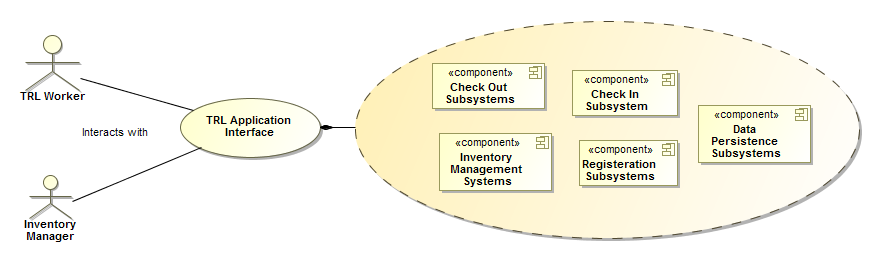 TRL Worker
Interacts with
Inventory
Manager
TRL Application
Interface
«component»
Check Out
Subsystems
«component»
Check In
Subsystem
«component»
Data
Persistence
Subsystems
«component»
Inventory
Management
Systems
«component»
Registeration
Subsystems